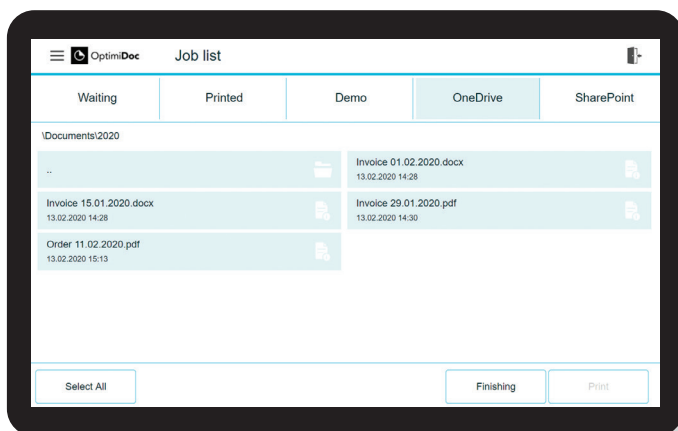 OptimiDoc Job list
Waiting Printed Demo OneDrive SharePoint
\Documents\2020
..
Invoice 01.02.2020.docx
13.02.2020 14:28
Invoice 15.01.2020.docx
13.02.2020 14:28
Invoice 29.01.2020.pdf
13.02.2020 14:30
Order 11.02.2020.pdf
13.02.2020 15:13
Select All Finishing Print